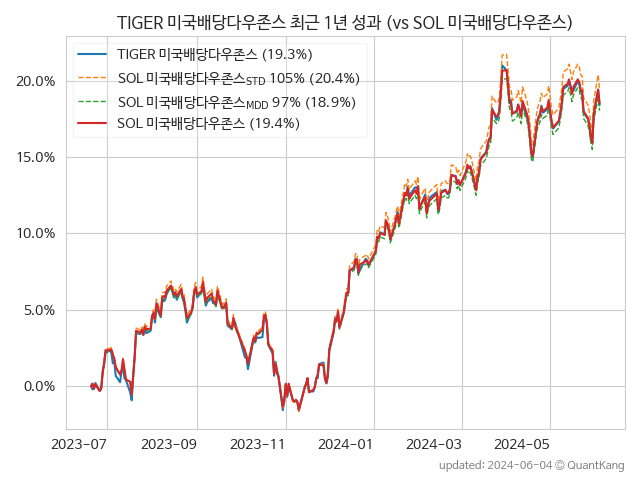 TIGER 미국배당다우존스 최근 1년 성과 (vs SOL 미국배당다우존스)
TIGER 미국배당다우존스 (19.3%)
SOL 미국배당다우존스STD 105% (20.4%)
SOL 미국배당다우존스MDD 97% (18.9%)
SOL 미국배당다우존스 (19.4%)
20.0%
15.0%
10.0%
5.0%
0.0%
2023-07 2023-09 2023-11 2024-01 2024-03 2024-05
updated: 2024-06-04 © QuantKang